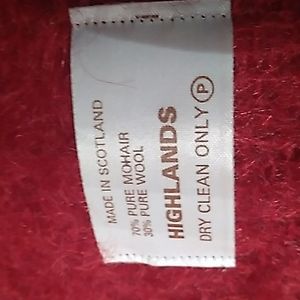 MADE IN SCOTLAND
70% PURE MOHAIR
30% PURE WOOL
HIGHLANDS
DRY CLEAN ONLY Ⓟ